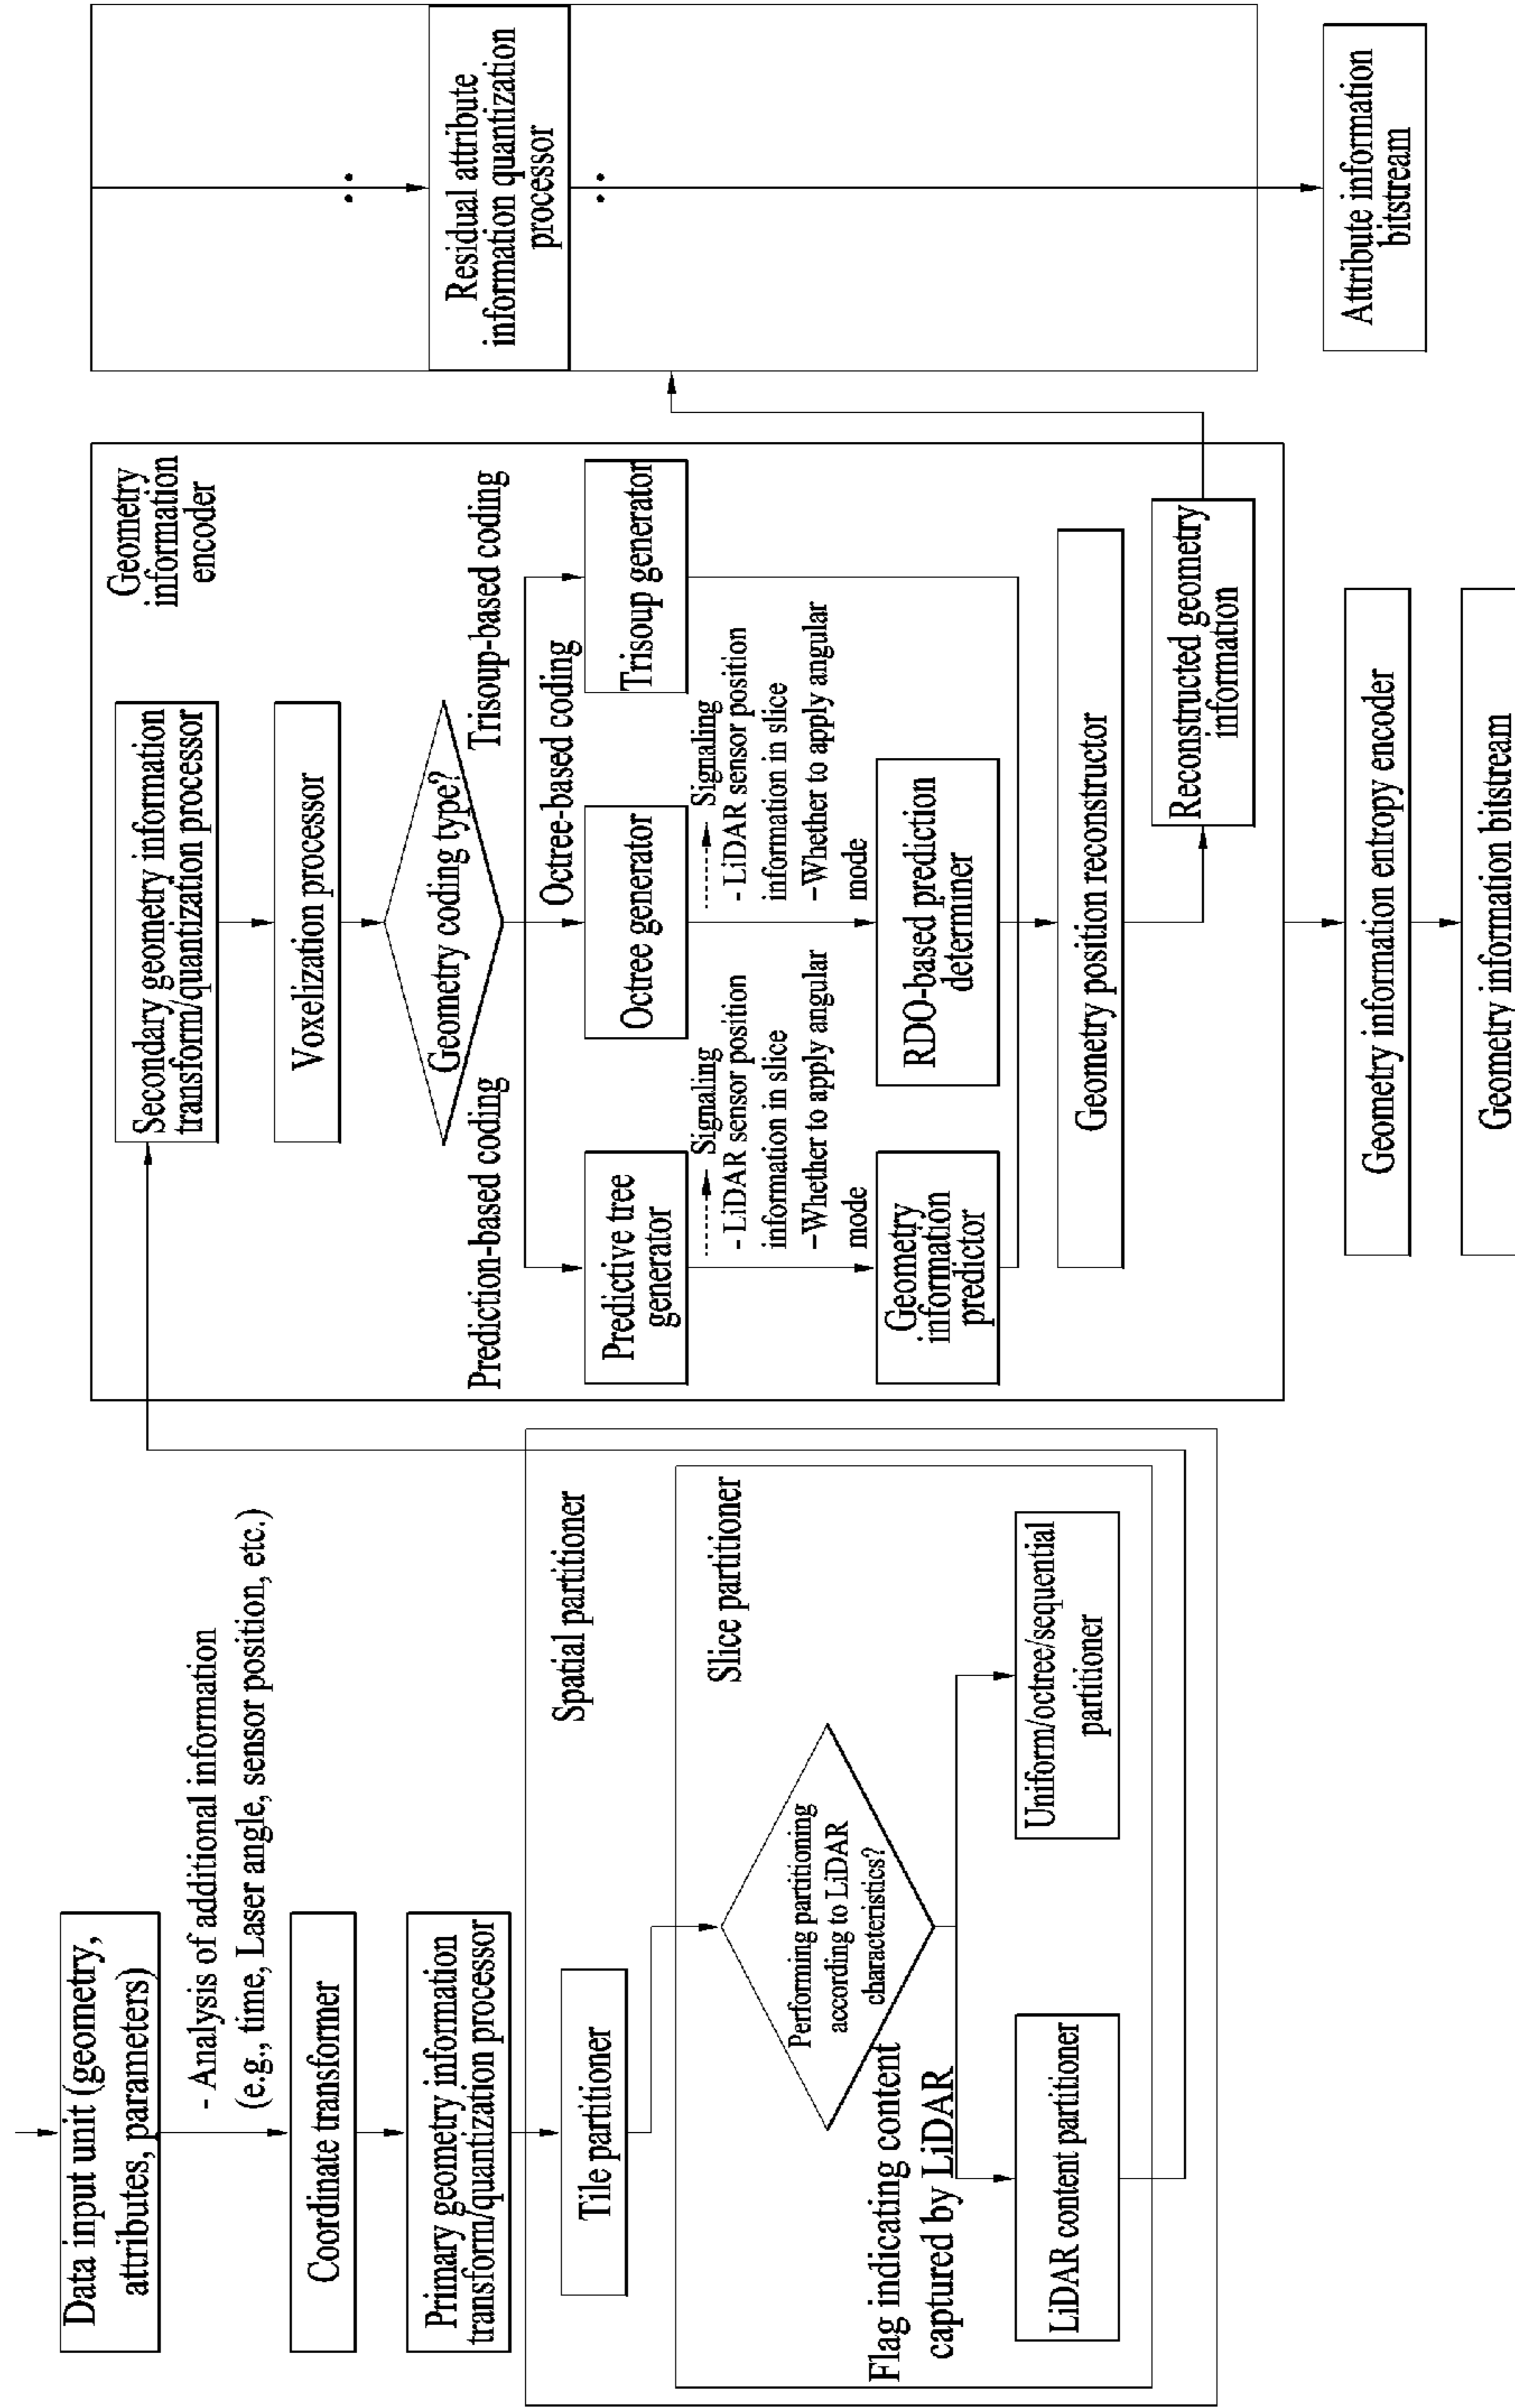 Data input unit (geometry,
attributes, parameters)
- Analysis of additional information
(e.g., time, Laser angle, sensor position, etc.)
Coordinate transformer
Primary geometry information
transform/quantization processor
Spatial partitioner
Tile partitioner
Slice partitioner
Performing partitioning
according to LiDAR
characteristics?
Flag indicating content
captured by LiDAR
LiDAR content partitioner
Uniform/octree/sequential
partitioner
Geometry
information
encoder
Secondary geometry information
transform/quantization processor
Voxelization processor
Geometry coding type?
Prediction-based coding
Octree-based coding
Trisoup-based coding
Predictive tree
generator
Octree generator
Trisoup generator
Signaling
- LiDAR sensor position
information in slice
-Whether to apply angular
mode
Signaling
- LiDAR sensor position
information in slice
-Whether to apply angular
mode
Geometry
information
predictor
RDO-based prediction
determiner
Geometry position reconstructor
Reconstructed geometry
information
Geometry information entropy encoder
Geometry information bitstream
Residual attribute
information quantization
processor
Attribute information
bitstream